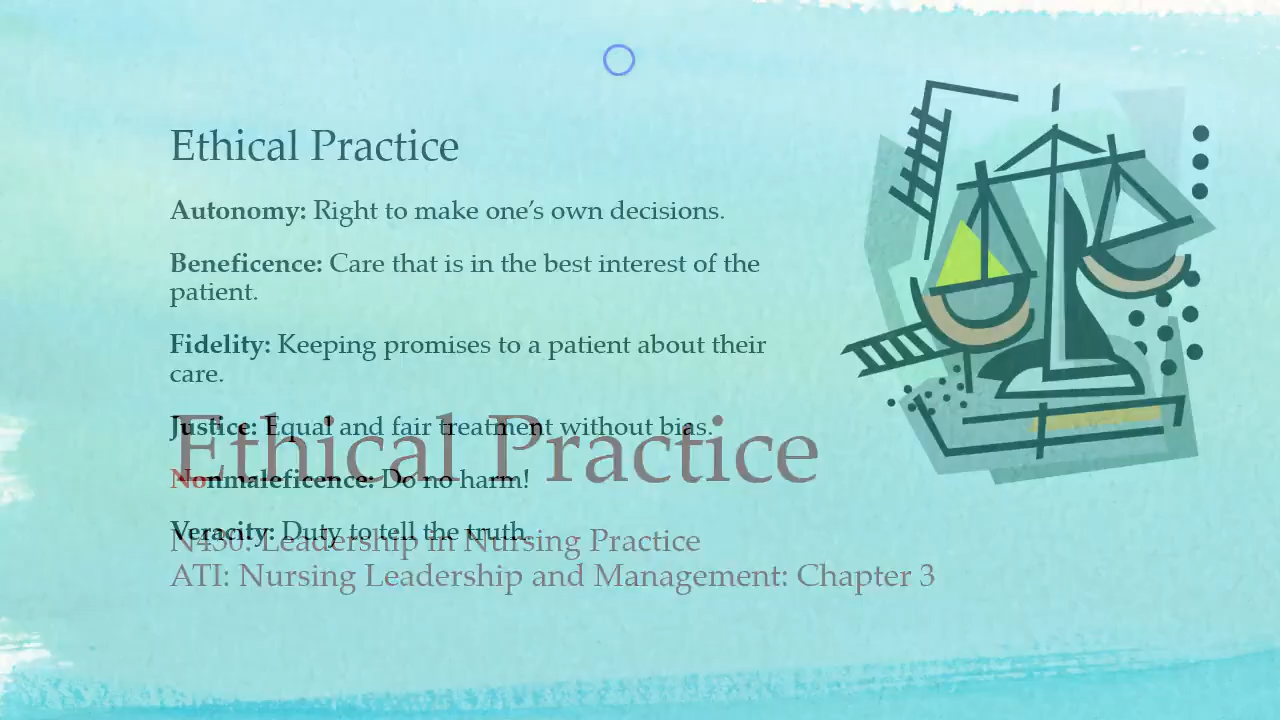 Ethical Practice
Autonomy: Right to make one’s own decisions.
Beneficence: Care that is in the best interest of the
patient.
Fidelity: Keeping promises to a patient about their
care.
Justice: Equal and fair treatment without bias.
Ethical Practice
Nonmaleficence: Do no harm!
Veracity: Duty to tell the truth.
N430: Leadership in Nursing Practice
ATI: Nursing Leadership and Management: Chapter 3